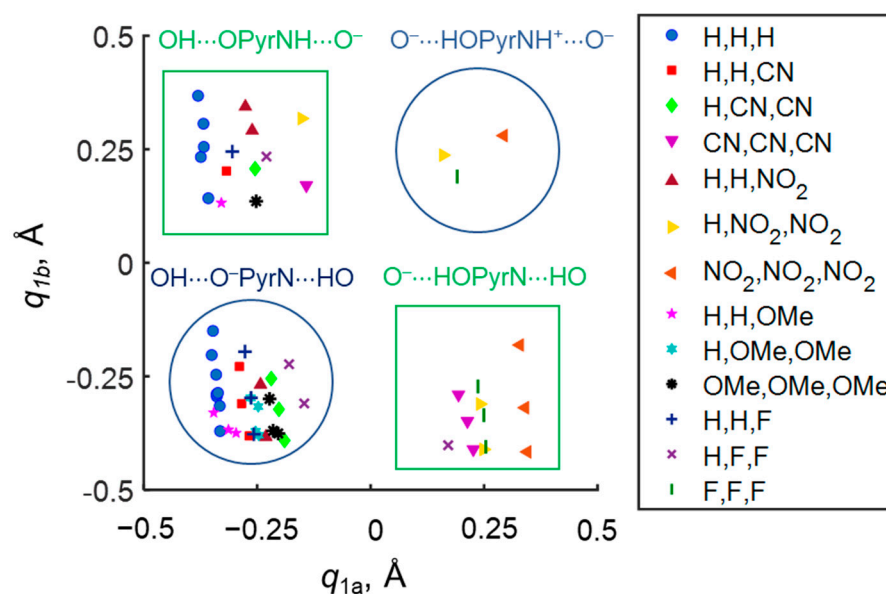 OH···OPyrNH···O⁻
O⁻···HOPyrNH⁺···O⁻
OH···O⁻PyrN···HO
O⁻···HOPyrN···HO
0.5
0.25
0
-0.25
-0.5
q1b, Å
−0.5
−0.25
0
0.25
0.5
q1a, Å
H,H,H
H,H,CN
H,CN,CN
CN,CN,CN
H,H,NO₂
H,NO₂,NO₂
NO₂,NO₂,NO₂
H,H,OMe
H,OMe,OMe
OMe,OMe,OMe
H,H,F
H,F,F
F,F,F